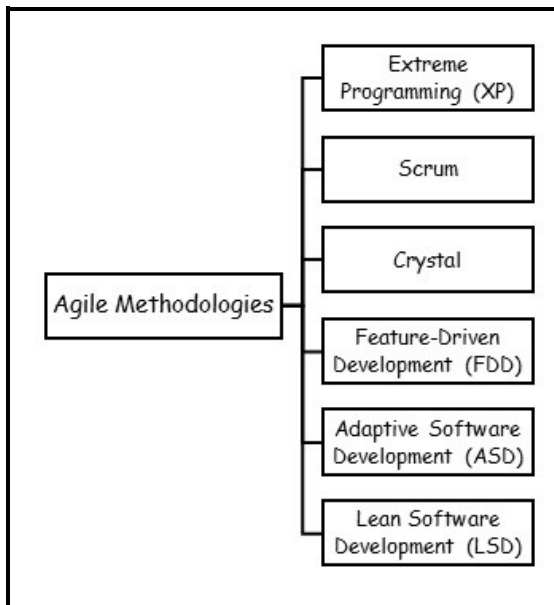 Extreme
Programming (XP)
Scrum
Crystal
Agile Methodologies
Feature-Driven
Development (FDD)
Adaptive Software
Development (ASD)
Lean Software
Development (LSD)